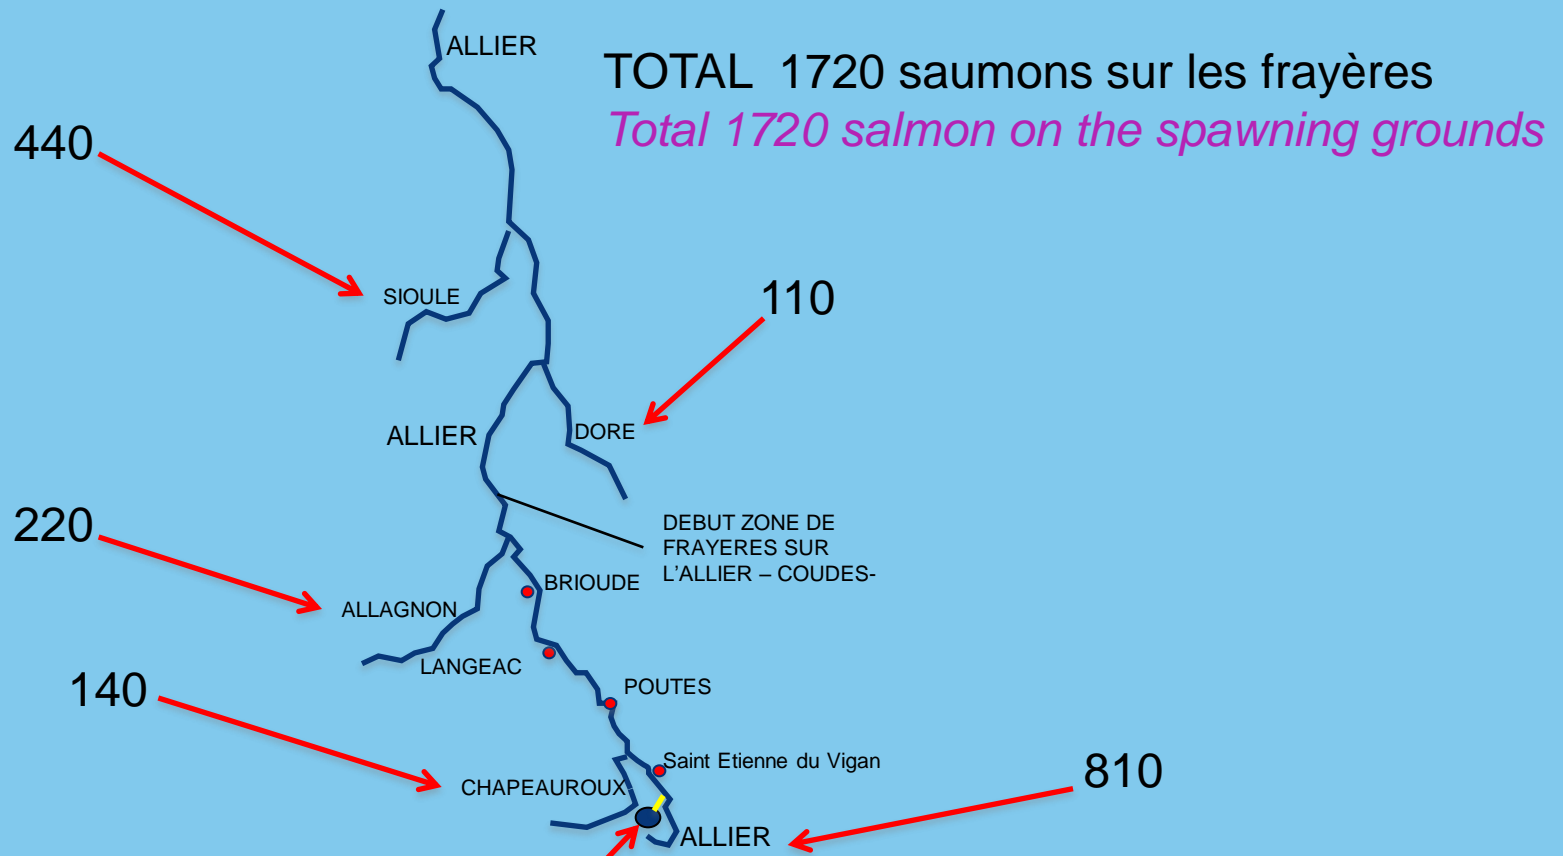 ALLIER
TOTAL 1720 saumons sur les frayères
Total 1720 salmon on the spawning grounds
440
SIOULE
110
ALLIER
DORE
220
DEBUT ZONE DE
FRAYERES SUR
L'ALLIER – COUDES-
BRIOUDE
ALLAGNON
LANGEAC
140
POUTES
Saint Etienne du Vigan
CHAPEAUROUX
810
ALLIER